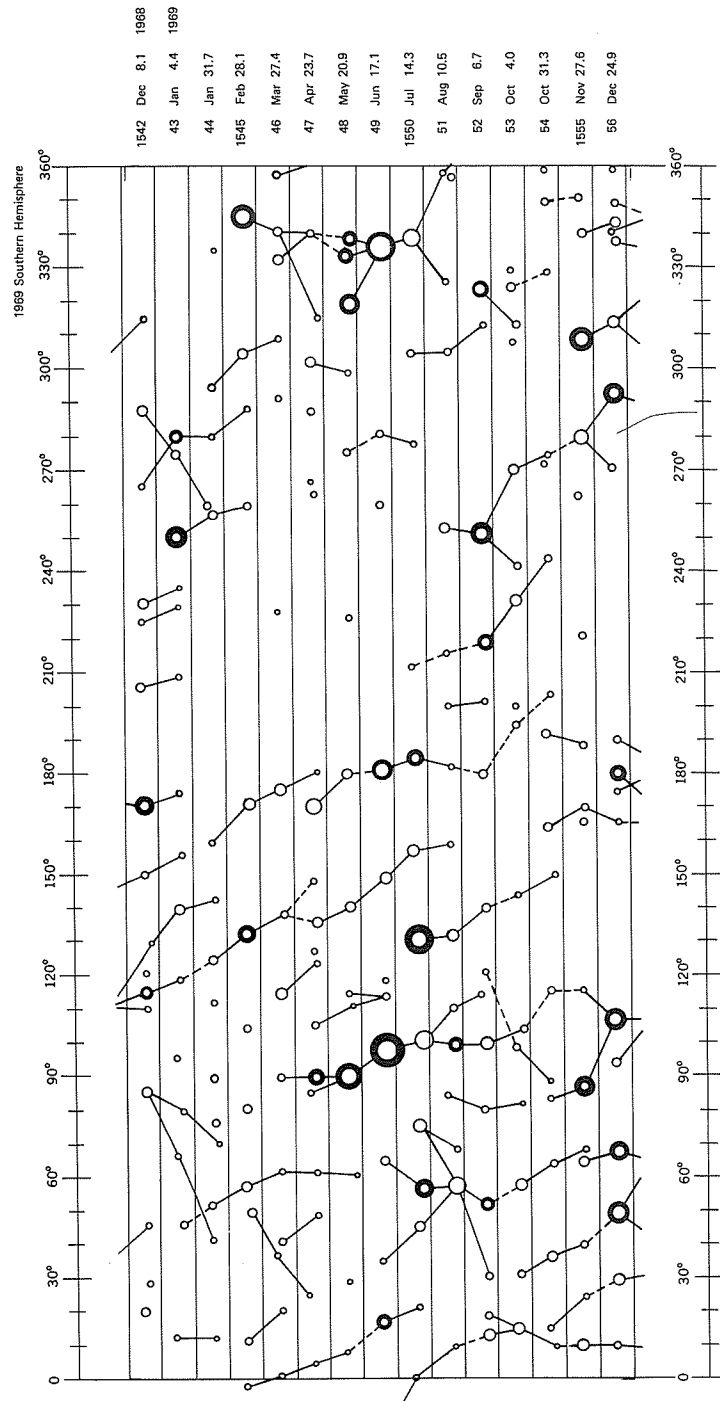 1969 Southern Hemisphere
1542 Dec 8.1 1968
43 Jan 4.4 1969
44 Jan 31.7
1545 Feb 28.1
46 Mar 27.4
47 Apr 23.7
48 May 20.9
49 Jun 17.1
1550 Jul 14.3
51 Aug 10.5
52 Sep 6.7
53 Oct 4.0
54 Oct 31.3
1555 Nov 27.6
56 Dec 24.9
0 30° 60° 90° 120° 150° 180° 210° 240° 270° 300° 330° 360°
0 30° 60° 90° 120° 150° 180° 210° 240° 270° 300° 330° 360°